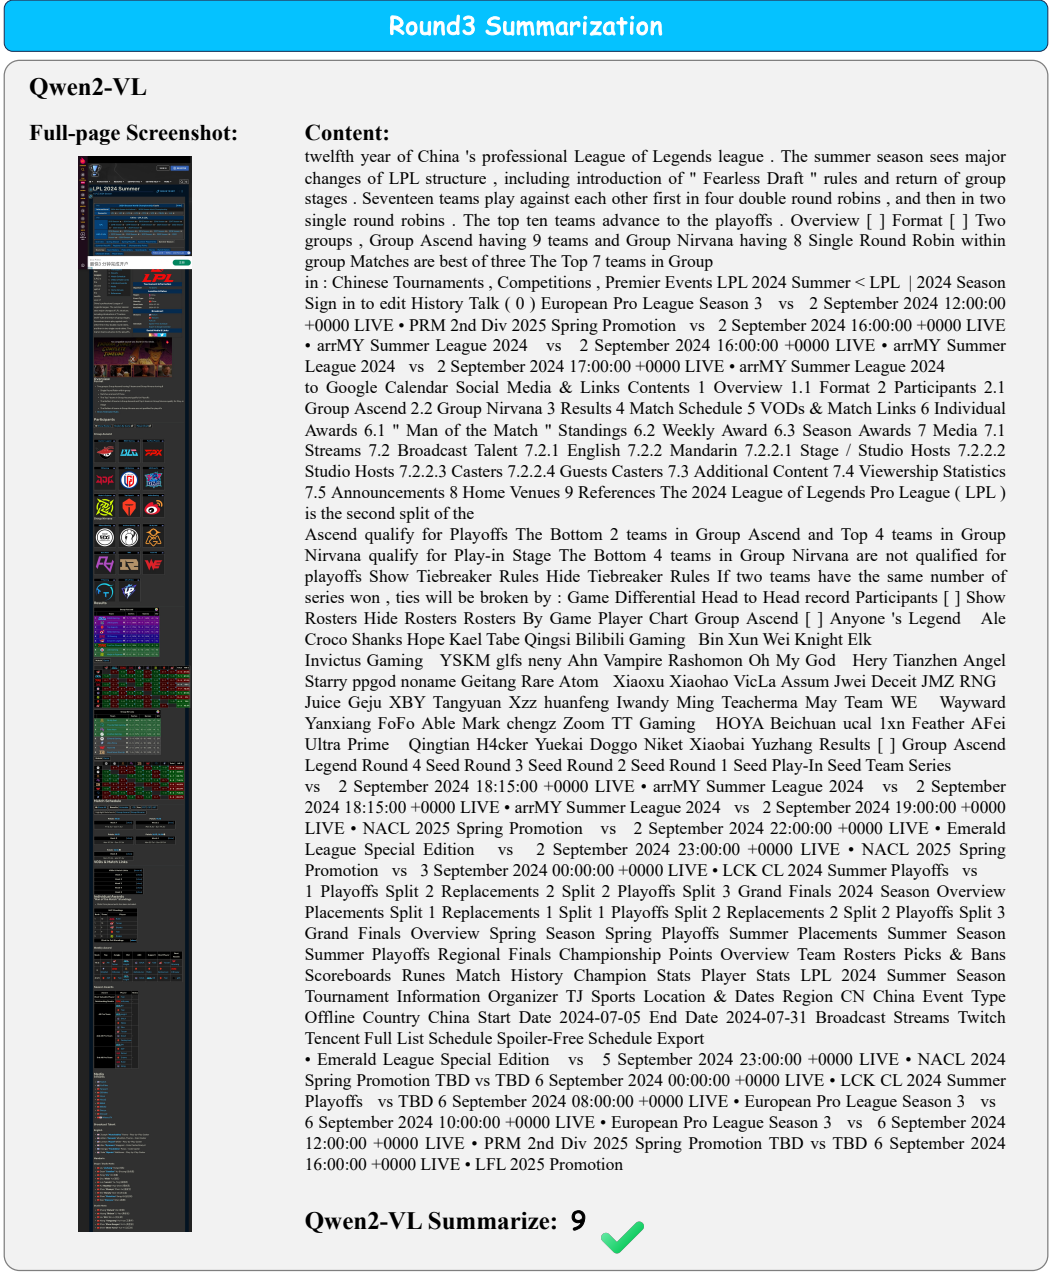 Round3 Summarization
Qwen2-VL
Full-page Screenshot:
Content:
LPL 2024 Summer
twelfth year of China 's professional League of Legends league . The summer season sees major
changes of LPL structure , including introduction of " Fearless Draft " rules and return of group
stages . Seventeen teams play against each other first in four double round robins , and then in two
single round robins . The top ten teams advance to the playoffs . Overview [ ] Format [ ] Two
groups , Group Ascend having 9 teams and Group Nirvana having 8 Single Round Robin within
group Matches are best of three The Top 7 teams in Group
in : Chinese Tournaments , Competitions , Premier Events LPL 2024 Summer < LPL | 2024 Season
Sign in to edit History Talk ( 0 ) European Pro League Season 3 vs 2 September 2024 12:00:00
+0000 LIVE • PRM 2nd Div 2025 Spring Promotion vs 2 September 2024 16:00:00 +0000 LIVE
• arrMY Summer League 2024 vs 2 September 2024 16:00:00 +0000 LIVE • arrMY Summer
League 2024 vs 2 September 2024 17:00:00 +0000 LIVE • arrMY Summer League 2024
to Google Calendar Social Media & Links Contents 1 Overview 1.1 Format 2 Participants 2.1
Group Ascend 2.2 Group Nirvana 3 Results 4 Match Schedule 5 VODs & Match Links 6 Individual
Awards 6.1 " Man of the Match " Standings 6.2 Weekly Award 6.3 Season Awards 7 Media 7.1
Streams 7.2 Broadcast Talent 7.2.1 English 7.2.2 Mandarin 7.2.2.1 Stage / Studio Hosts 7.2.2.2
Studio Hosts 7.2.2.3 Casters 7.2.2.4 Guests Casters 7.3 Additional Content 7.4 Viewership Statistics
7.5 Announcements 8 Home Venues 9 References The 2024 League of Legends Pro League ( LPL )
is the second split of the
Ascend qualify for Playoffs The Bottom 2 teams in Group Ascend and Top 4 teams in Group
Nirvana qualify for Play-in Stage The Bottom 4 teams in Group Nirvana are not qualified for
playoffs Show Tiebreaker Rules Hide Tiebreaker Rules If two teams have the same number of
series won , ties will be broken by : Game Differential Head to Head record Participants [ ] Show
Rosters Hide Rosters Rosters By Game Player Chart Group Ascend [ ] Anyone 's Legend Ale
Croco Shanks Hope Kael Tabe Qingsi Bilibili Gaming Bin Xun Wei Knight Elk
Invictus Gaming YSKM glfs neny Ahn Vampire Rashomon Oh My God Hery Tianzhen Angel
Starry ppgod noname Geitang Rare Atom Xiaoxu Xiaohao VicLa Assum Jwei Deceit JMZ RNG
Juice Geju XBY Tangyuan Xzz huanfeng Iwandy Ming Teacherma May Team WE Wayward
Yanxiang FoFo Able Mark chengz Zoom TT Gaming HOYA Beichuan ucal 1xn Feather AFei
Ultra Prime Qingtian H4cker Yuekai Doggo Niket Xiaobai Yuzhang Results [ ] Group Ascend
Legend Round 4 Seed Round 3 Seed Round 2 Seed Round 1 Seed Play-In Seed Team Series
vs 2 September 2024 18:15:00 +0000 LIVE • arrMY Summer League 2024 vs 2 September
2024 18:15:00 +0000 LIVE • arrMY Summer League 2024 vs 2 September 2024 19:00:00 +0000
LIVE • NACL 2025 Spring Promotion vs 2 September 2024 22:00:00 +0000 LIVE • Emerald
League Special Edition vs 2 September 2024 23:00:00 +0000 LIVE • NACL 2025 Spring
Promotion vs 3 September 2024 00:00:00 +0000 LIVE • LCK CL 2024 Summer Playoffs vs
1 Playoffs Split 2 Replacements 2 Split 2 Playoffs Split 3 Grand Finals 2024 Season Overview
Placements Split 1 Replacements 1 Split 1 Playoffs Split 2 Replacements 2 Split 2 Playoffs Split 3
Grand Finals Overview Spring Season Spring Playoffs Summer Placements Summer Season
Summer Playoffs Regional Finals Championship Points Overview Team Rosters Picks & Bans
Scoreboards Runes Match History Champion Stats Player Stats LPL 2024 Summer Season
Tournament Information Organizer TJ Sports Location & Dates Region CN China Event Type
Offline Country China Start Date 2024-07-05 End Date 2024-07-31 Broadcast Streams Twitch
Tencent Full List Schedule Spoiler-Free Schedule Export
• Emerald League Special Edition vs 5 September 2024 23:00:00 +0000 LIVE • NACL 2024
Spring Promotion TBD vs TBD 6 September 2024 00:00:00 +0000 LIVE • LCK CL 2024 Summer
Playoffs vs TBD 6 September 2024 08:00:00 +0000 LIVE • European Pro League Season 3 vs
6 September 2024 10:00:00 +0000 LIVE • European Pro League Season 3 vs 6 September 2024
12:00:00 +0000 LIVE • PRM 2nd Div 2025 Spring Promotion TBD vs TBD 6 September 2024
16:00:00 +0000 LIVE • LFL 2025 Promotion
Qwen2-VL Summarize: 9